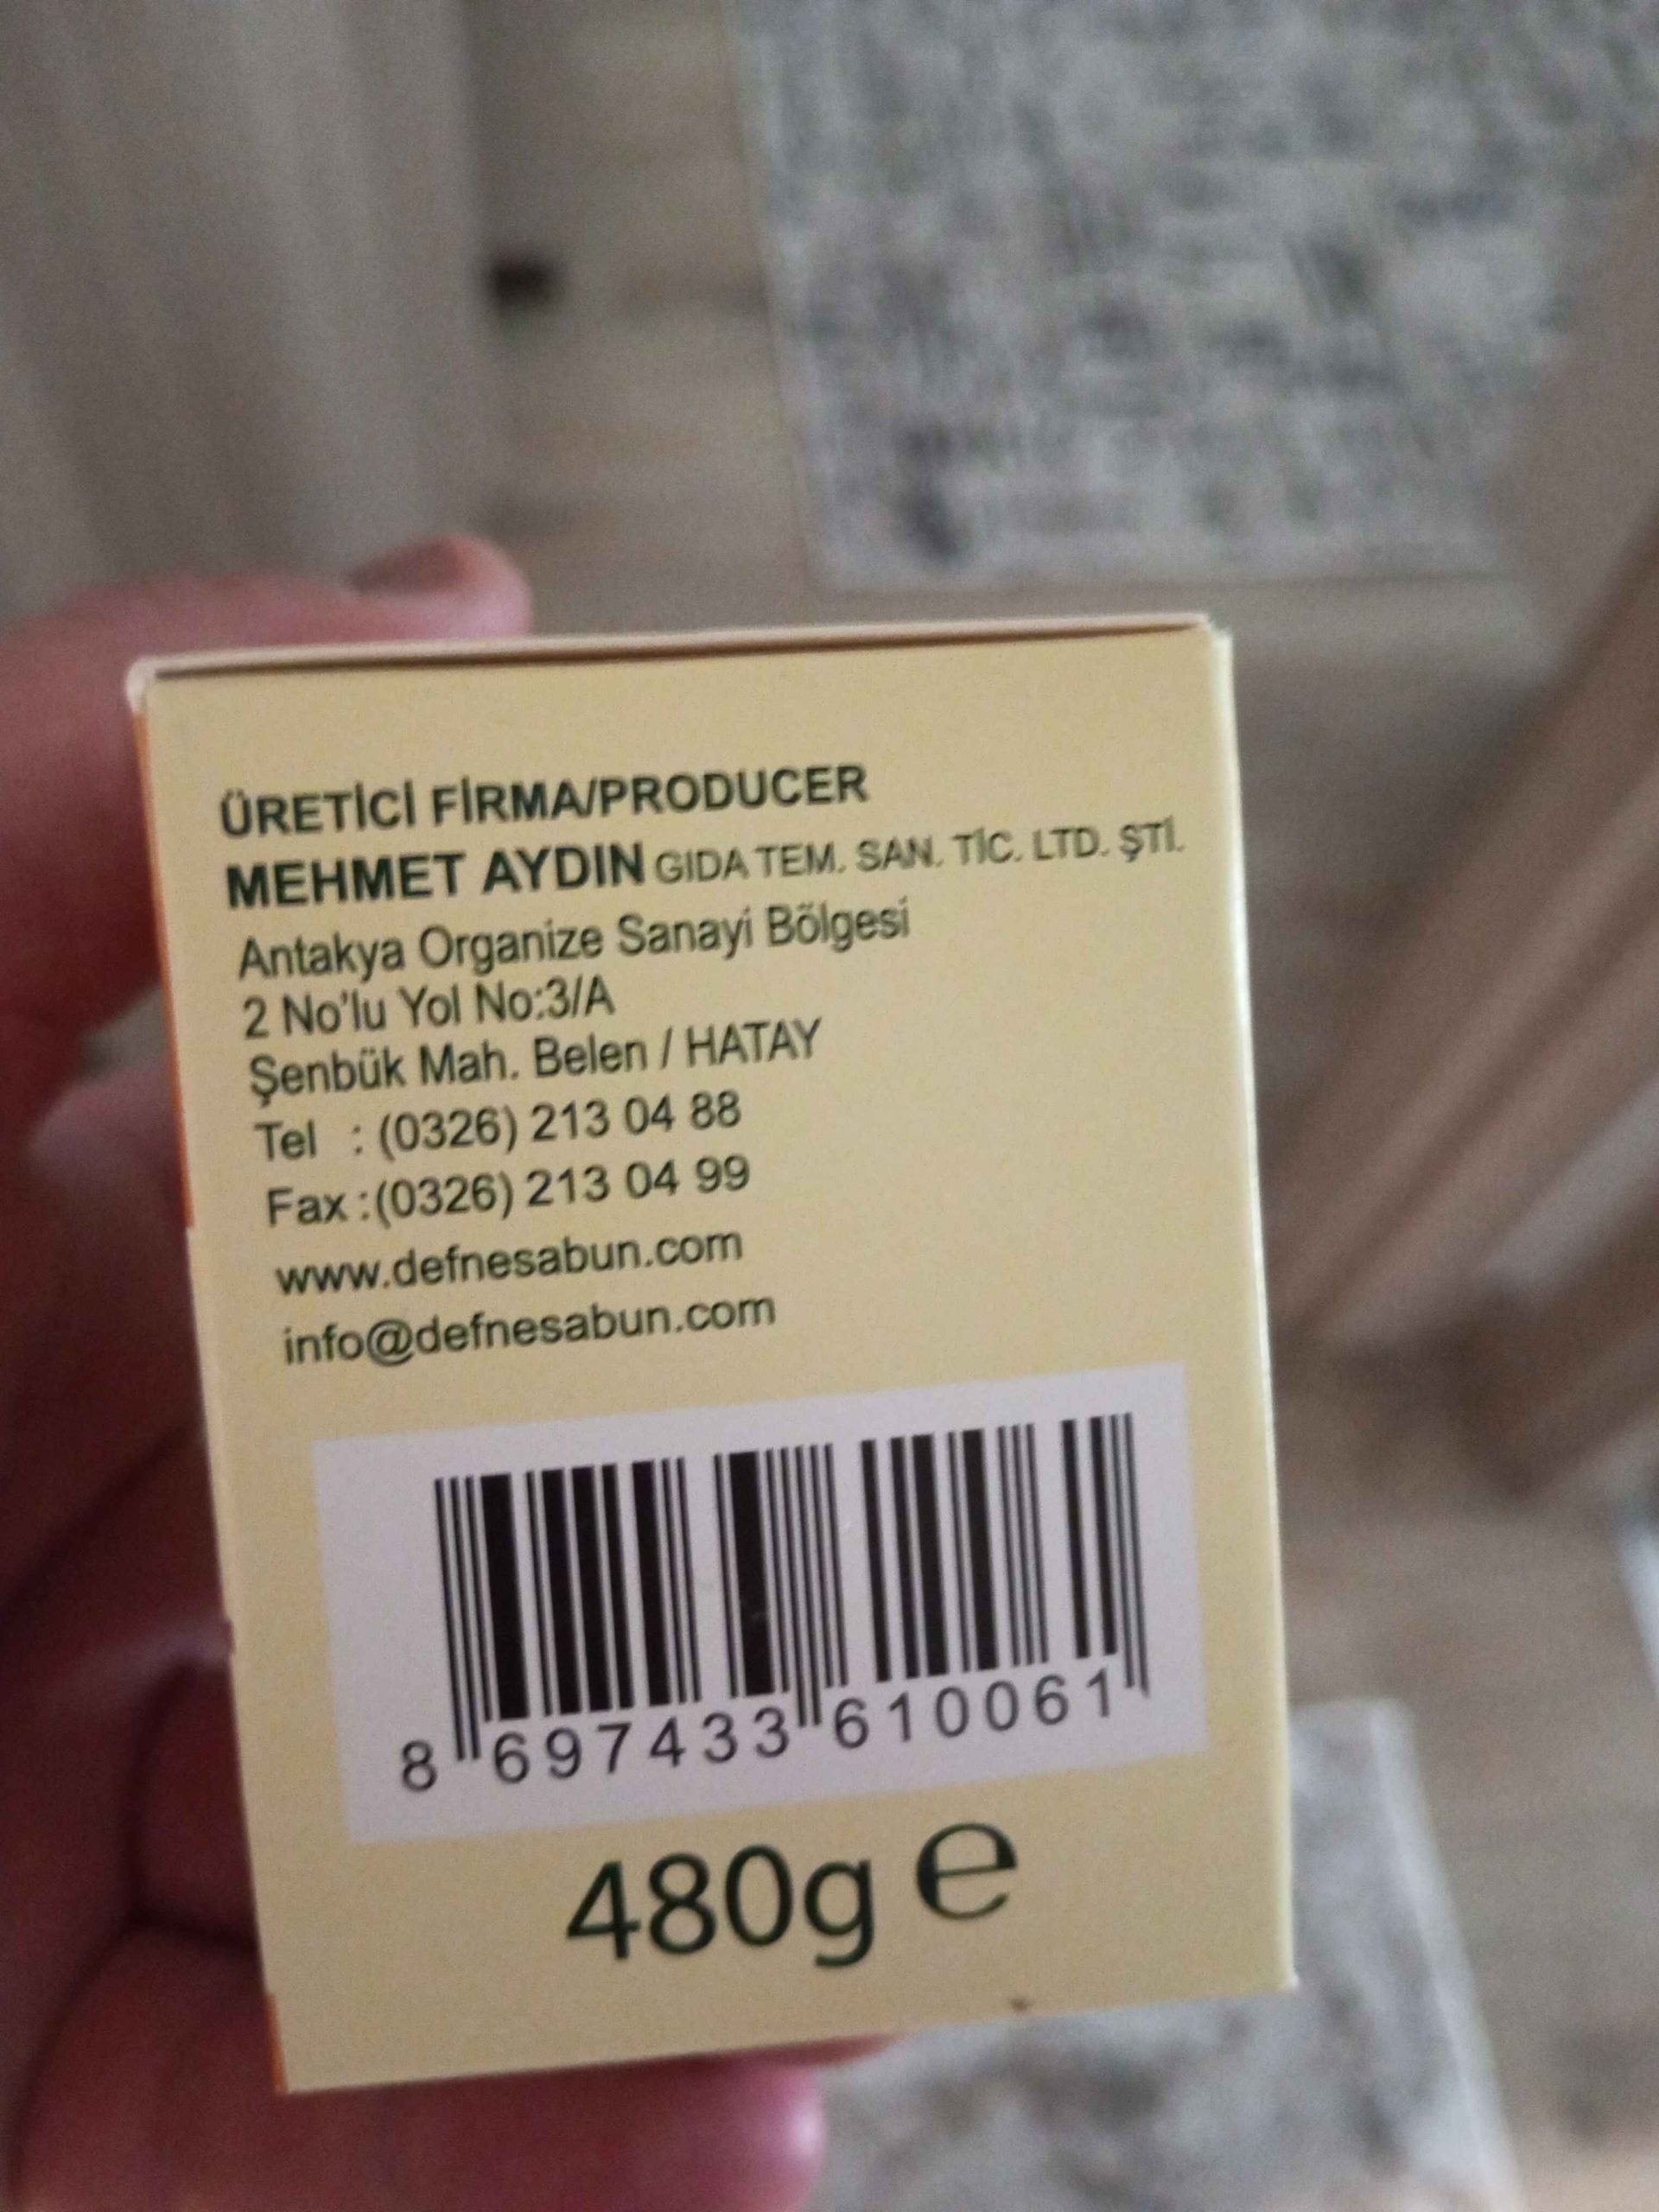 ÜRETİCİ FİRMA/PRODUCER
MEHMET AYDIN GIDA TEM. SAN. TİC. LTD. ŞTİ.
Antakya Organize Sanayi Bölgesi
2 No'lu Yol No:3/A
Şenbük Mah. Belen / HATAY
Tel : (0326) 213 04 88
Fax :(0326) 213 04 99
www.defnesabun.com
info@defnesabun.com
8 697433 610061
480g ℮